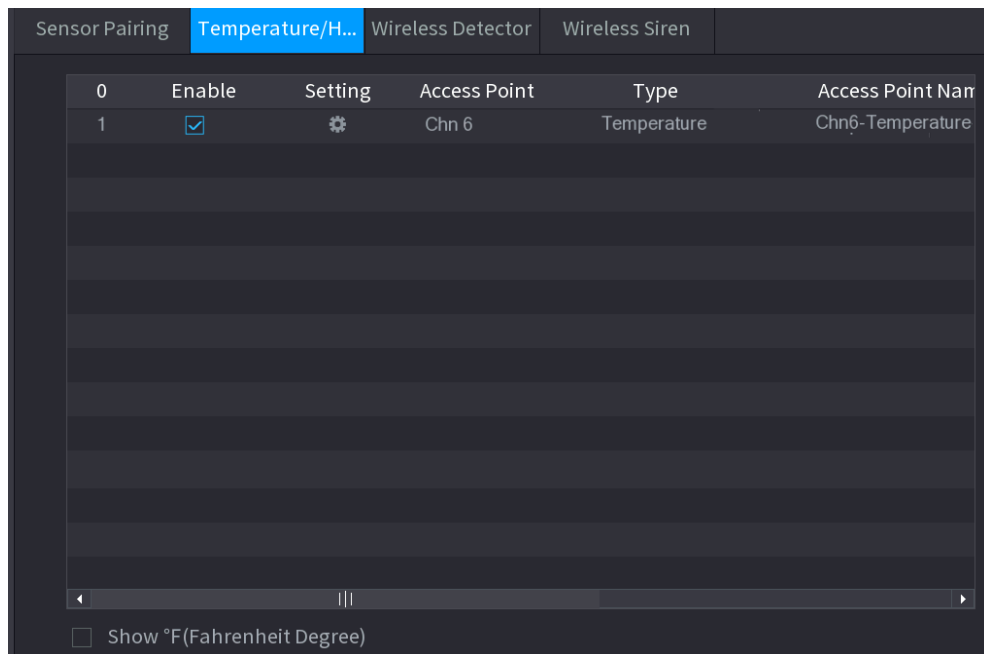 Sensor Pairing Temperature/H... Wireless Detector Wireless Siren
0 Enable Setting Access Point Type Access Point Nam
1 Chn 6 Temperature Chn6-Temperature
Show °F(Fahrenheit Degree)